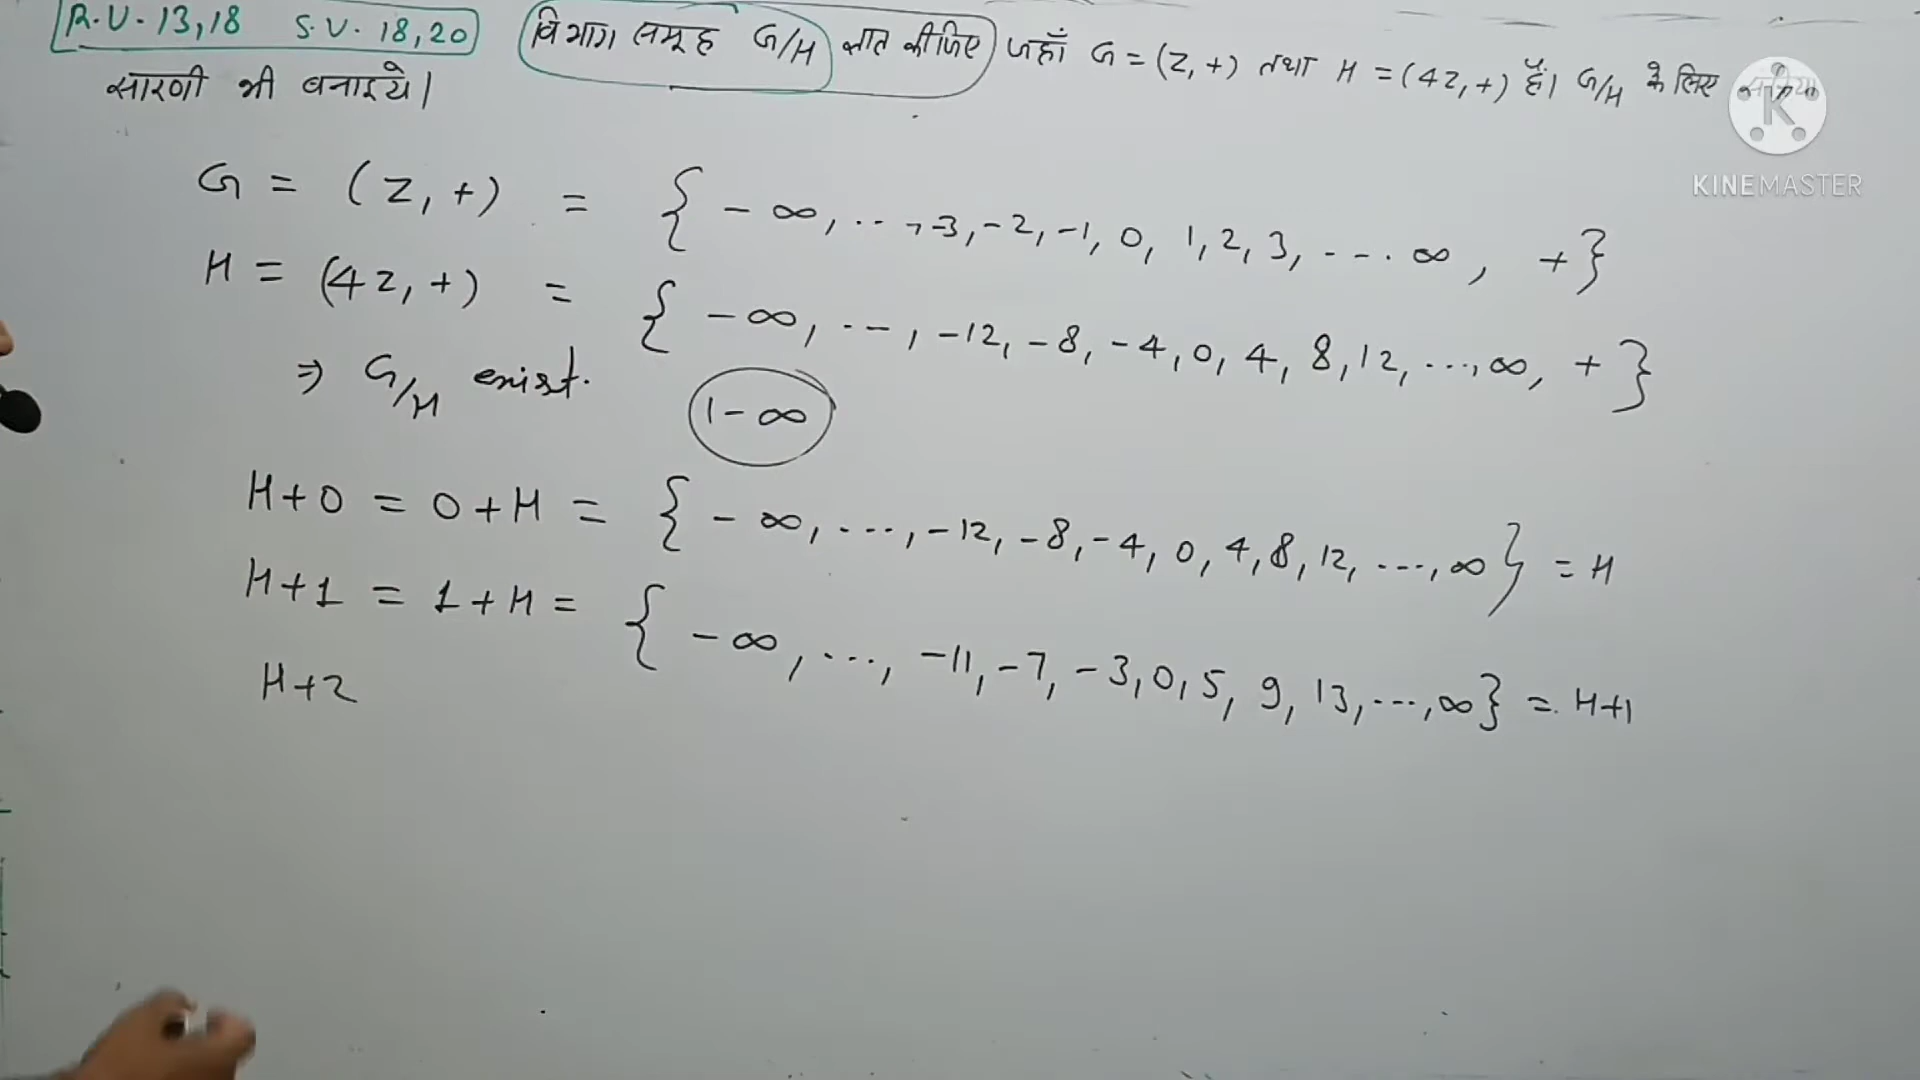 R.U. 13,18 S.U. 18,20 विभाग समूह G/H ज्ञात कीजिए जहाँ G = (Z, +) तथा H = (4Z, +) हैं। G/H के लिए
सारणी भी बनाइये।
KINEMASTER
G = (Z, +) = { - ∞, .. , -3, -2, -1, 0, 1, 2, 3, --- . ∞ , + }
H = (4Z, +) = { - ∞, .-- , -12, -8, -4, 0, 4, 8, 12, ..., ∞, + }
⇒ G/H exist.
1 - ∞
H+0 = 0+H = { - ∞, ..., -12, -8, -4, 0, 4, 8, 12, ..., ∞ } = H
H+1 = 1+H = { - ∞, ..., -11, -7, -3, 0, 5, 9, 13, ..., ∞ } = H+1
H+2